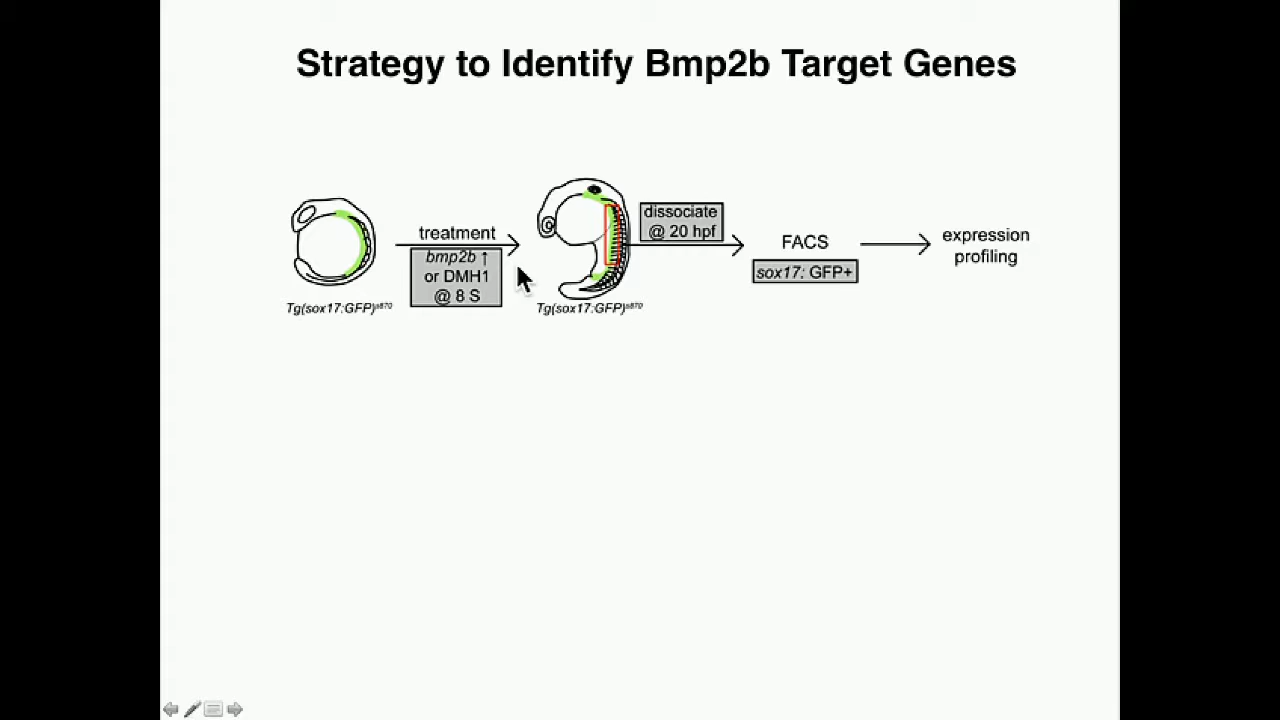 Strategy to Identify Bmp2b Target Genes
treatment
bmp2b ↑
or DMH1
@ 8 S
Tg(sox17:GFP)s870
Tg(sox17:GFP)s870
dissociate
@ 20 hpf
FACS
sox17: GFP+
expression
profiling